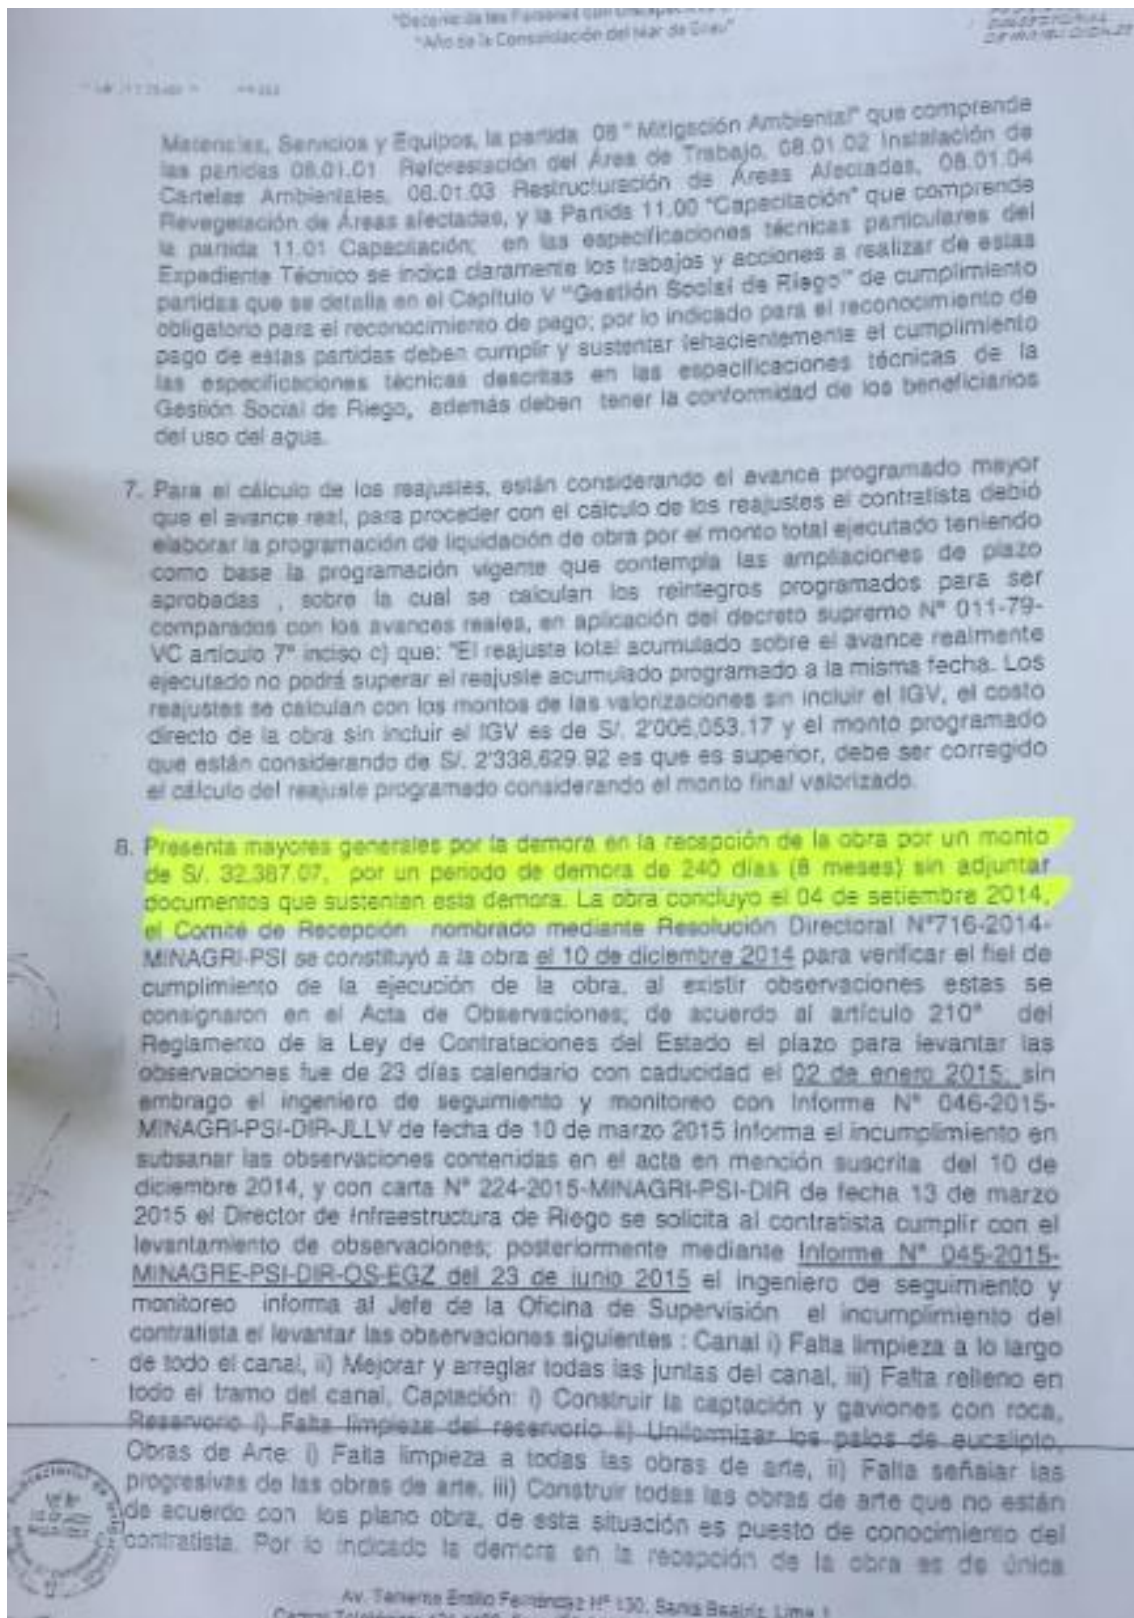 "Decenio de las Personas con
"Año de la Consolidación del Mar de Grau"
Materiales, Servicios y Equipos, la partida 08 " Mitigación Ambiental" que comprende
las partidas 08.01.01 Reforestación del Área de Trabajo, 08.01.02 Instalación de
Carteles Ambientales, 08.01.03 Restructuración de Áreas Afectadas, 08.01.04
Revegetación de Áreas afectadas, y la Partida 11.00 "Capacitación" que comprende
la partida 11.01 Capacitación; en las especificaciones técnicas particulares del
Expediente Técnico se indica claramente los trabajos y acciones a realizar de estas
partidas que se detalla en el Capítulo V "Gestión Social de Riego" de cumplimiento
obligatorio para el reconocimiento de pago; por lo indicado para el reconocimiento de
pago de estas partidas deben cumplir y sustentar fehacientemente el cumplimiento
las especificaciones técnicas descritas en las especificaciones técnicas de la
Gestión Social de Riego, además deben tener la conformidad de los beneficiarios
del uso del agua.
7. Para el cálculo de los reajustes, están considerando el avance programado mayor
que el avance real, para proceder con el cálculo de los reajustes el contratista debió
elaborar la programación de liquidación de obra por el monto total ejecutado teniendo
como base la programación vigente que contempla las ampliaciones de plazo
aprobadas , sobre la cual se calculan los reintegros programados para ser
comparados con los avances reales, en aplicación del decreto supremo N° 011-79-
VC artículo 7° inciso c) que: "El reajuste total acumulado sobre el avance realmente
ejecutado no podrá superar el reajuste acumulado programado a la misma fecha. Los
reajustes se calculan con los montos de las valorizaciones sin incluir el IGV, el costo
directo de la obra sin incluir el IGV es de S/. 2'006,053.17 y el monto programado
que están considerando de S/. 2'338,629.92 es que es superior, debe ser corregido
el cálculo del reajuste programado considerando el monto final valorizado.
8. Presenta mayores generales por la demora en la recepción de la obra por un monto
de S/. 32,387.07, por un periodo de demora de 240 días (8 meses) sin adjuntar
documentos que sustenten esta demora. La obra concluyo el 04 de setiembre 2014,
el Comité de Recepción nombrado mediante Resolución Directoral N°716-2014-
MINAGRI-PSI se constituyó a la obra el 10 de diciembre 2014 para verificar el fiel de
cumplimiento de la ejecución de la obra, al existir observaciones estas se
consignaron en el Acta de Observaciones; de acuerdo al artículo 210° del
Reglamento de la Ley de Contrataciones del Estado el plazo para levantar las
observaciones fue de 23 días calendario con caducidad el 02 de enero 2015; sin
embrago el ingeniero de seguimiento y monitoreo con Informe N° 046-2015-
MINAGRI-PSI-DIR-JLLV de fecha de 10 de marzo 2015 informa el incumplimiento en
subsanar las observaciones contenidas en el acta en mención suscrita del 10 de
diciembre 2014, y con carta N° 224-2015-MINAGRI-PSI-DIR de fecha 13 de marzo
2015 el Director de Infraestructura de Riego se solicita al contratista cumplir con el
levantamiento de observaciones; posteriormente mediante Informe N° 045-2015-
MINAGRE-PSI-DIR-OS-EGZ del 23 de junio 2015 el ingeniero de seguimiento y
monitoreo informa al Jefe de la Oficina de Supervisión el incumplimiento del
contratista el levantar las observaciones siguientes : Canal i) Falta limpieza a lo largo
de todo el canal, ii) Mejorar y arreglar todas las juntas del canal, iii) Falta relleno en
todo el tramo del canal, Captación: i) Construir la captación y gaviones con roca,
Reservorio i) Falta limpieza del reservorio ii) Uniformizar los palos de eucalipto,
Obras de Arte: i) Falta limpieza a todas las obras de arte, ii) Falta señalar las
progresivas de las obras de arte, iii) Construir todas las obras de arte que no están
de acuerdo con los plano obra, de esta situación es puesto de conocimiento del
contratista. Por lo indicado la demora en la recepción de la obra es de única
Av. Teniente Emilio Fernández N° 130, Santa Beatriz, Lima 1